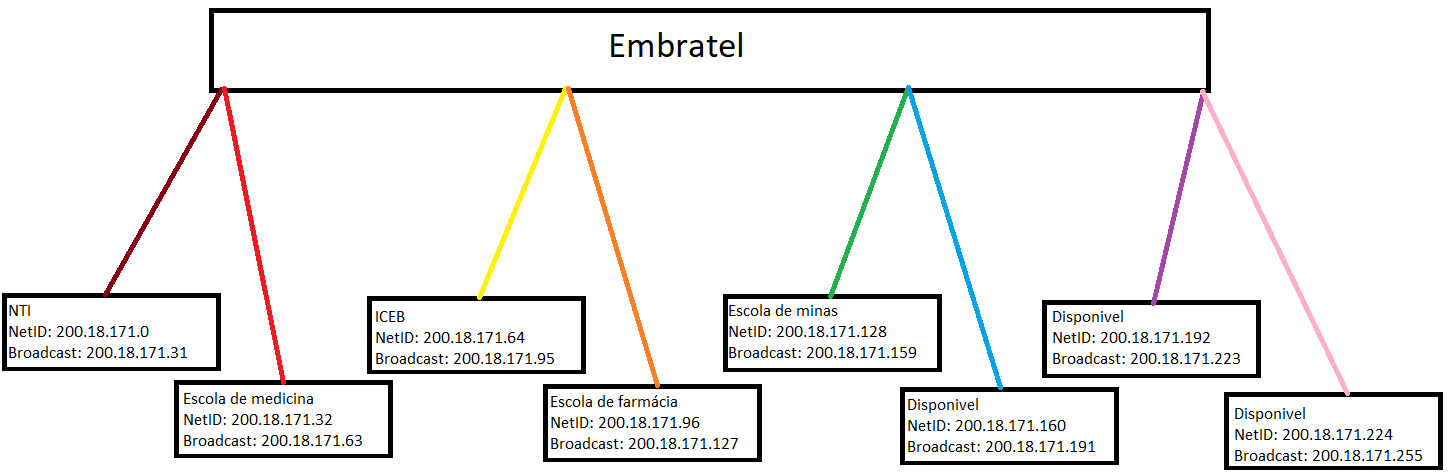 Embratel
NTI
NetID: 200.18.171.0
Broadcast: 200.18.171.31
Escola de medicina
NetID: 200.18.171.32
Broadcast: 200.18.171.63
ICEB
NetID: 200.18.171.64
Broadcast: 200.18.171.95
Escola de farmácia
NetID: 200.18.171.96
Broadcast: 200.18.171.127
Escola de minas
NetID: 200.18.171.128
Broadcast: 200.18.171.159
Disponivel
NetID: 200.18.171.160
Broadcast: 200.18.171.191
Disponivel
NetID: 200.18.171.192
Broadcast: 200.18.171.223
Disponivel
NetID: 200.18.171.224
Broadcast: 200.18.171.255